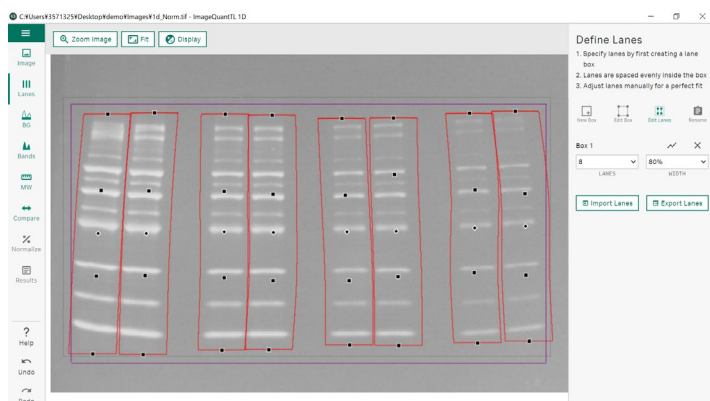 C:¥Users¥3571325¥Desktop¥demo¥Images¥1d_Norm.tif - ImageQuantTL 1D
Zoom Image
Fit
Display
Image
Lanes
BG
Bands
MW
Compare
Normalize
Results
?
Help
Undo
Redo
Define Lanes
1. Specify lanes by first creating a lane
box
2. Lanes are spaced evenly inside the box
3. Adjust lanes manually for a perfect fit
New Box
Edit Box
Edit Lanes
Rename
Box 1
8
80%
LANES
WIDTH
Import Lanes
Export Lanes